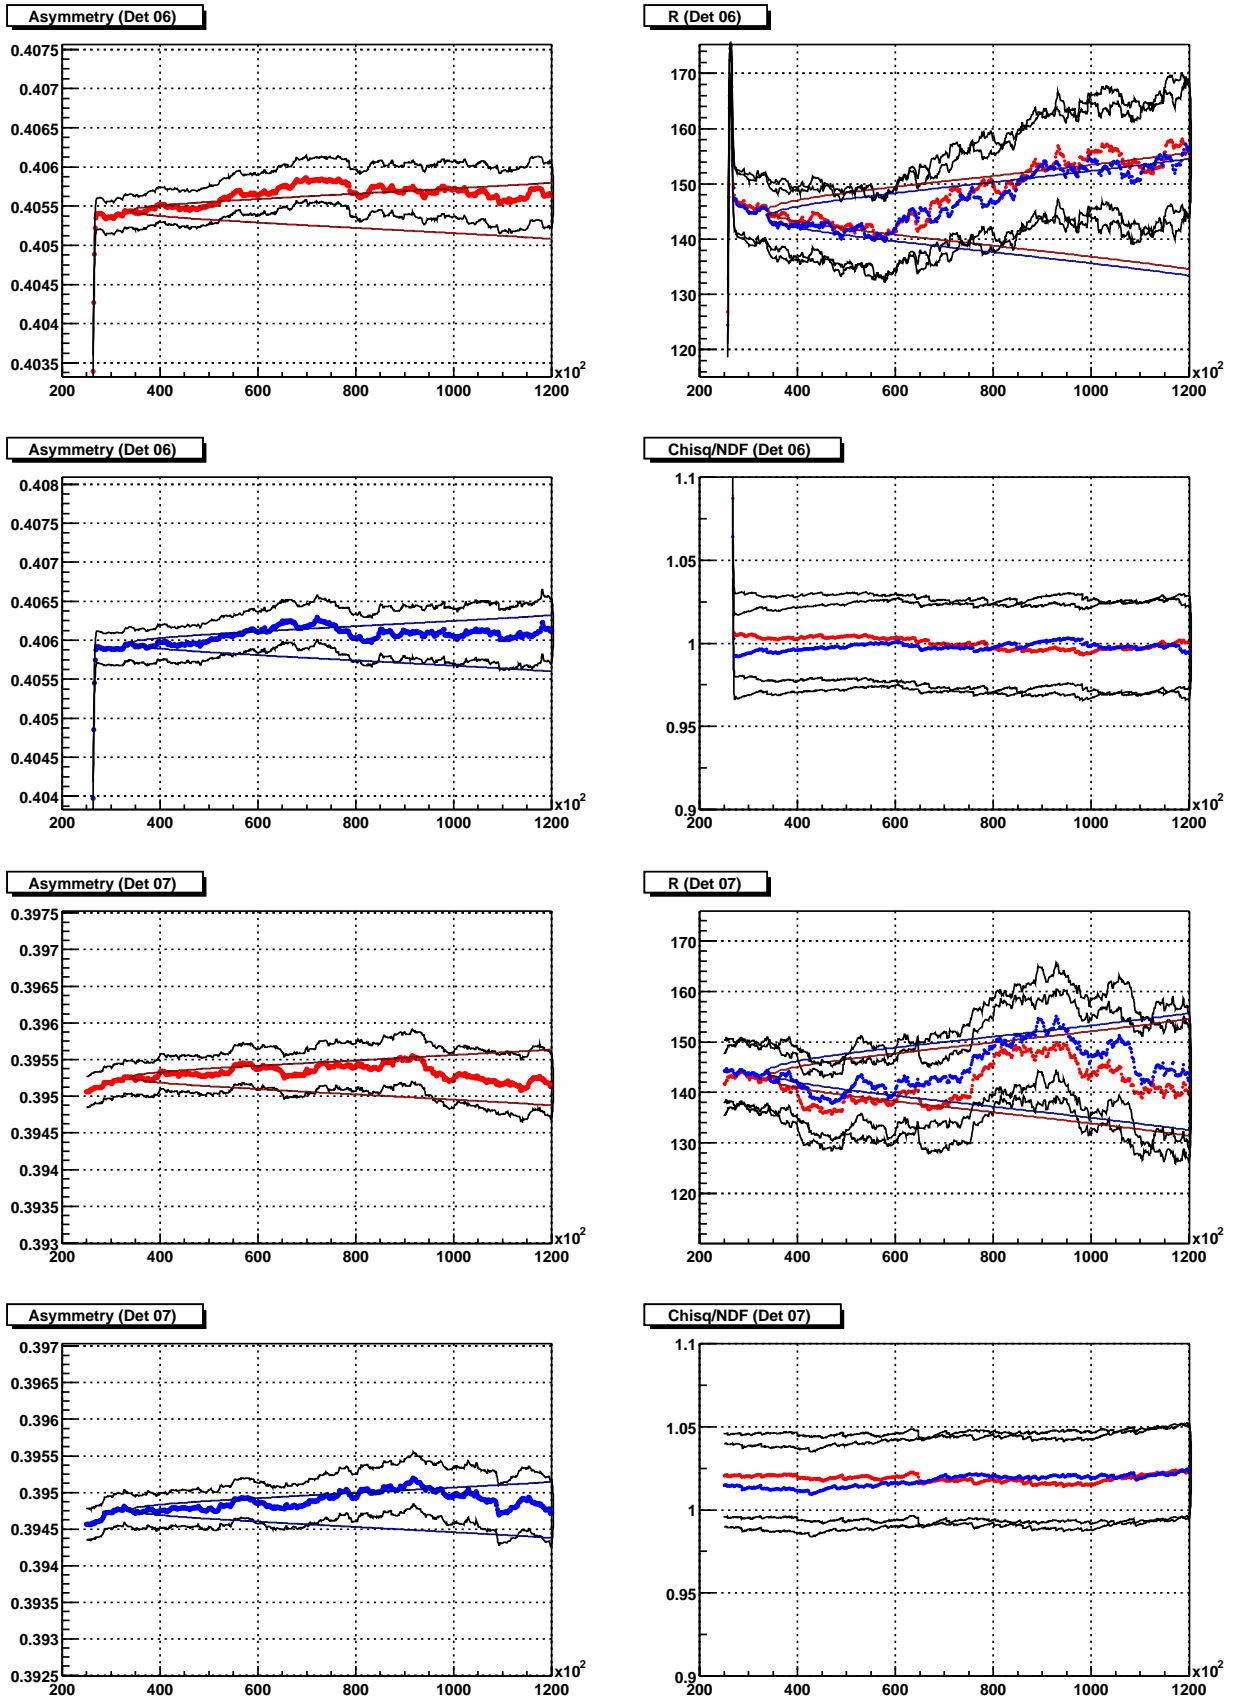 Asymmetry (Det 06)
0.4075
0.407
0.4065
0.406
0.4055
0.405
0.4045
0.404
0.4035
200 400 600 800 1000 1200
x10²
R (Det 06)
170
160
150
140
130
120
200 400 600 800 1000 1200
x10²
Asymmetry (Det 06)
0.408
0.4075
0.407
0.4065
0.406
0.4055
0.405
0.4045
0.404
200 400 600 800 1000 1200
x10²
Chisq/NDF (Det 06)
1.1
1.05
1
0.95
0.9
200 400 600 800 1000 1200
x10²
Asymmetry (Det 07)
0.3975
0.397
0.3965
0.396
0.3955
0.395
0.3945
0.394
0.3935
0.393
200 400 600 800 1000 1200
x10²
R (Det 07)
170
160
150
140
130
120
200 400 600 800 1000 1200
x10²
Asymmetry (Det 07)
0.397
0.3965
0.396
0.3955
0.395
0.3945
0.394
0.3935
0.393
0.3925
200 400 600 800 1000 1200
x10²
Chisq/NDF (Det 07)
1.1
1.05
1
0.95
0.9
200 400 600 800 1000 1200
x10²